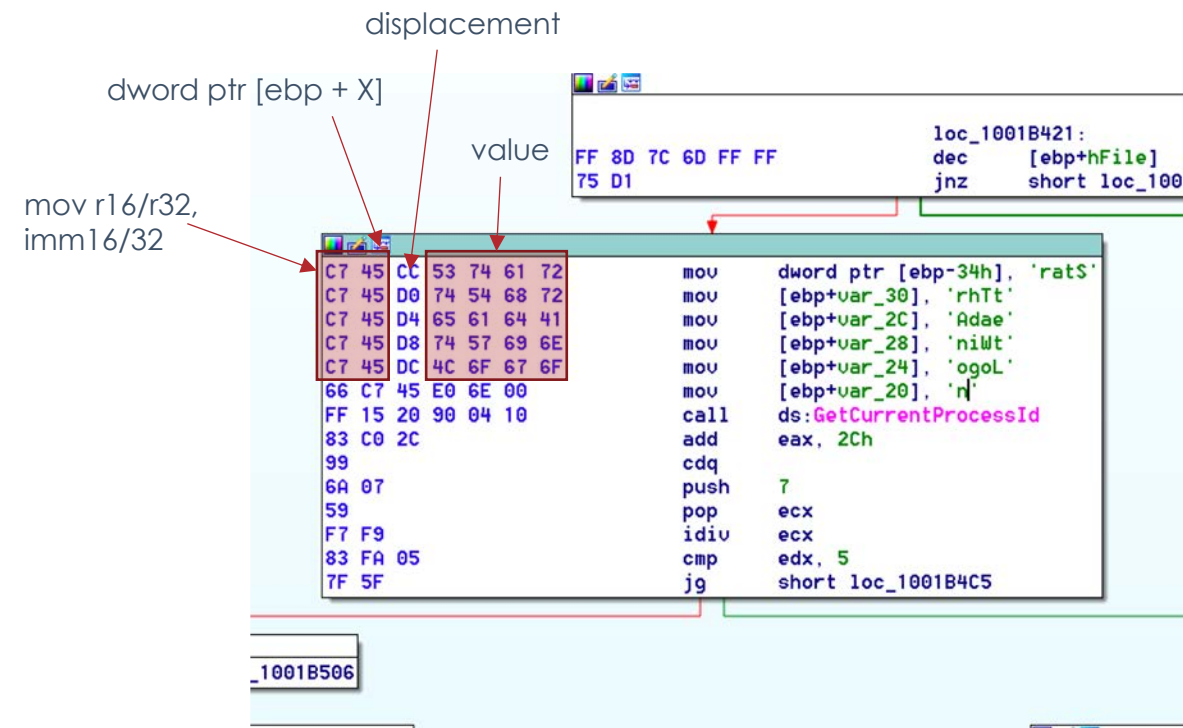 displacement
dword ptr [ebp + X]
value
mov r16/r32,
imm16/32
loc_1001B421:
FF 8D 7C 6D FF FF dec [ebp+hFile]
75 D1 jnz short loc_100
C7 45 CC 53 74 61 72 mov dword ptr [ebp-34h], 'ratS'
C7 45 D0 74 54 68 72 mov [ebp+var_30], 'rhTt'
C7 45 D4 65 61 64 41 mov [ebp+var_2C], 'Adae'
C7 45 D8 74 57 69 6E mov [ebp+var_28], 'niWt'
C7 45 DC 4C 6F 67 6F mov [ebp+var_24], 'ogoL'
66 C7 45 E0 6E 00 mov [ebp+var_20], 'n'
FF 15 20 90 04 10 call ds:GetCurrentProcessId
83 C0 2C add eax, 2Ch
99 cdq
6A 07 push 7
59 pop ecx
F7 F9 idiv ecx
83 FA 05 cmp edx, 5
7F 5F jg short loc_1001B4C5
_1001B506